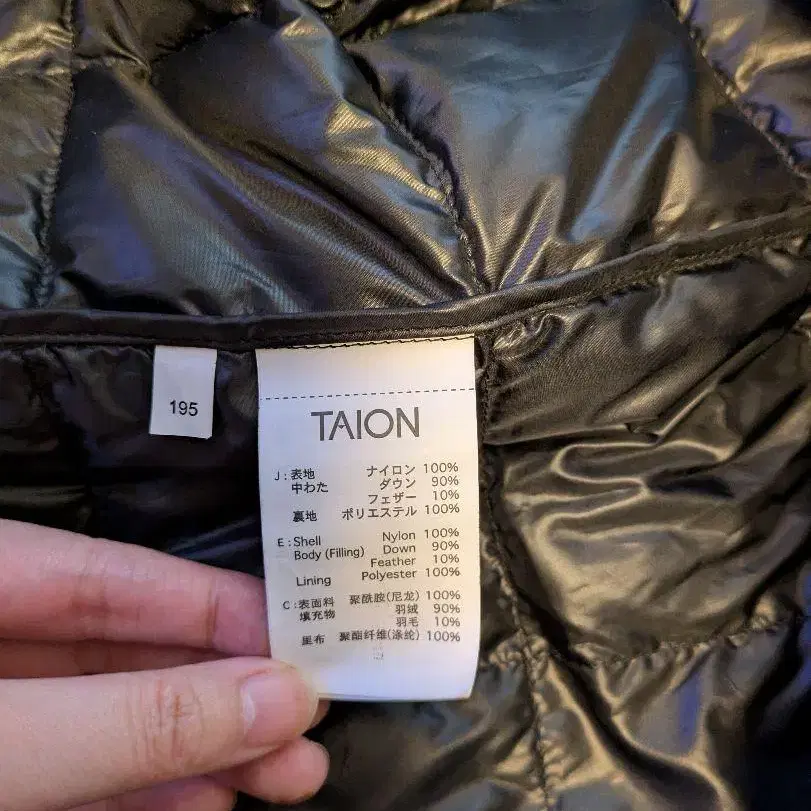 195
TAION
J:表地 ナイロン 100%
中わた ダウン 90%
フェザー 10%
裏地 ポリエステル 100%
E:Shell Nylon 100%
Body (Filling) Down 90%
Feather 10%
Lining Polyester 100%
C:表面料 聚酰胺(尼龙) 100%
填充物 羽绒 90%
羽毛 10%
里布 聚酯纤维(涤纶) 100%